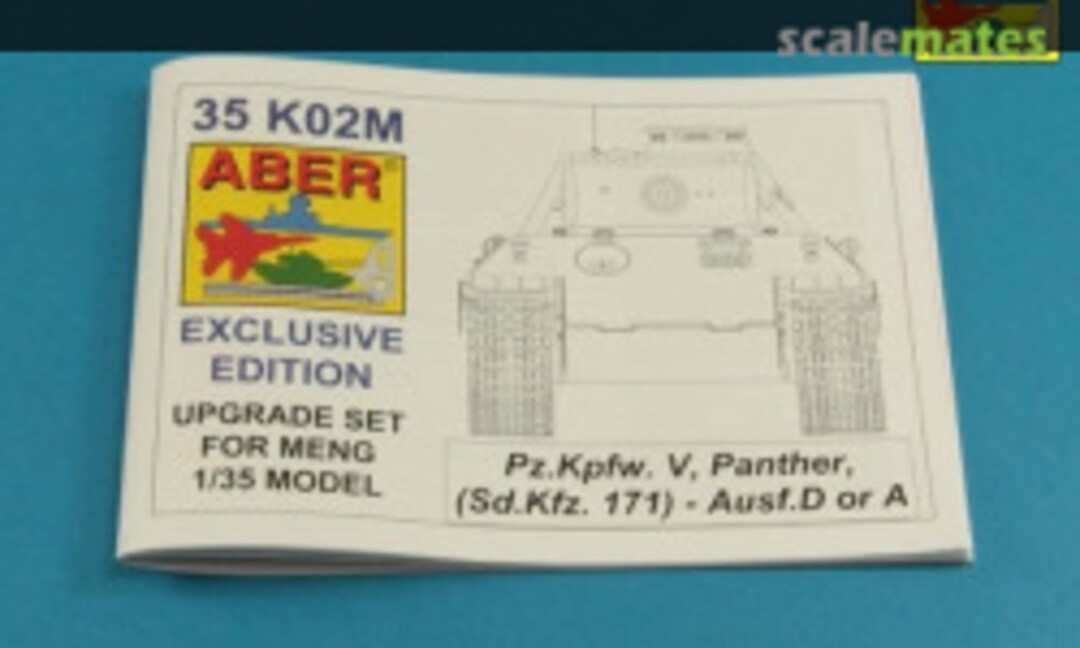 scalemates
35 K02M
ABER®
EXCLUSIVE
EDITION
UPGRADE SET
FOR MENG
1/35 MODEL
Pz.Kpfw. V, Panther,
(Sd.Kfz. 171) - Ausf.D or A